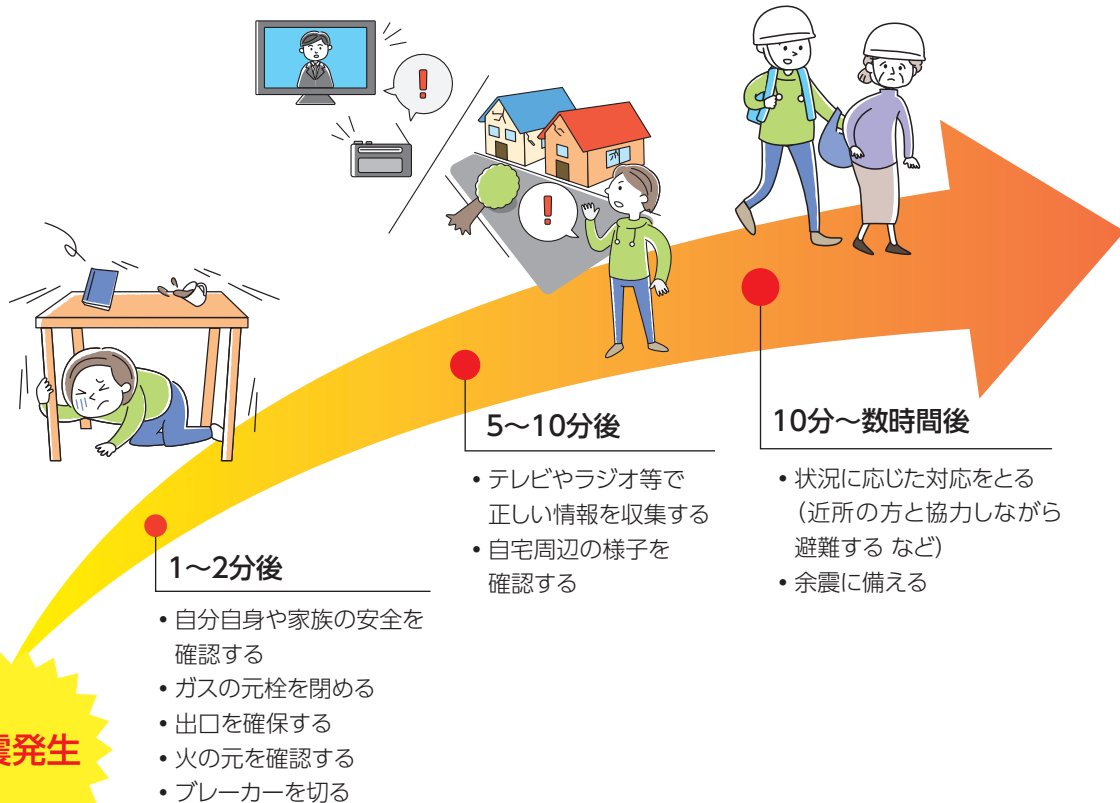 !
!
震発生
1～2分後
• 自分自身や家族の安全を
確認する
• ガスの元栓を閉める
• 出口を確保する
• 火の元を確認する
• ブレーカーを切る
5～10分後
• テレビやラジオ等で
正しい情報を収集する
• 自宅周辺の様子を
確認する
10分～数時間後
• 状況に応じた対応をとる
（近所の方と協力しながら
避難する など）
• 余震に備える